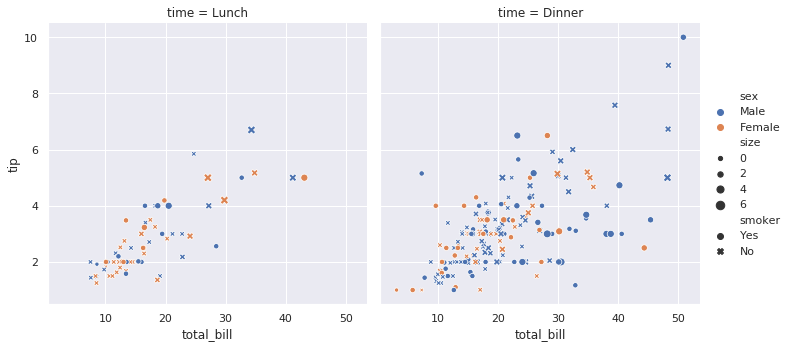 time = Lunch
time = Dinner
10
8
6
4
2
tip
10 20 30 40 50
total_bill
10 20 30 40 50
total_bill
sex
Male
Female
size
0
2
4
6
smoker
Yes
No